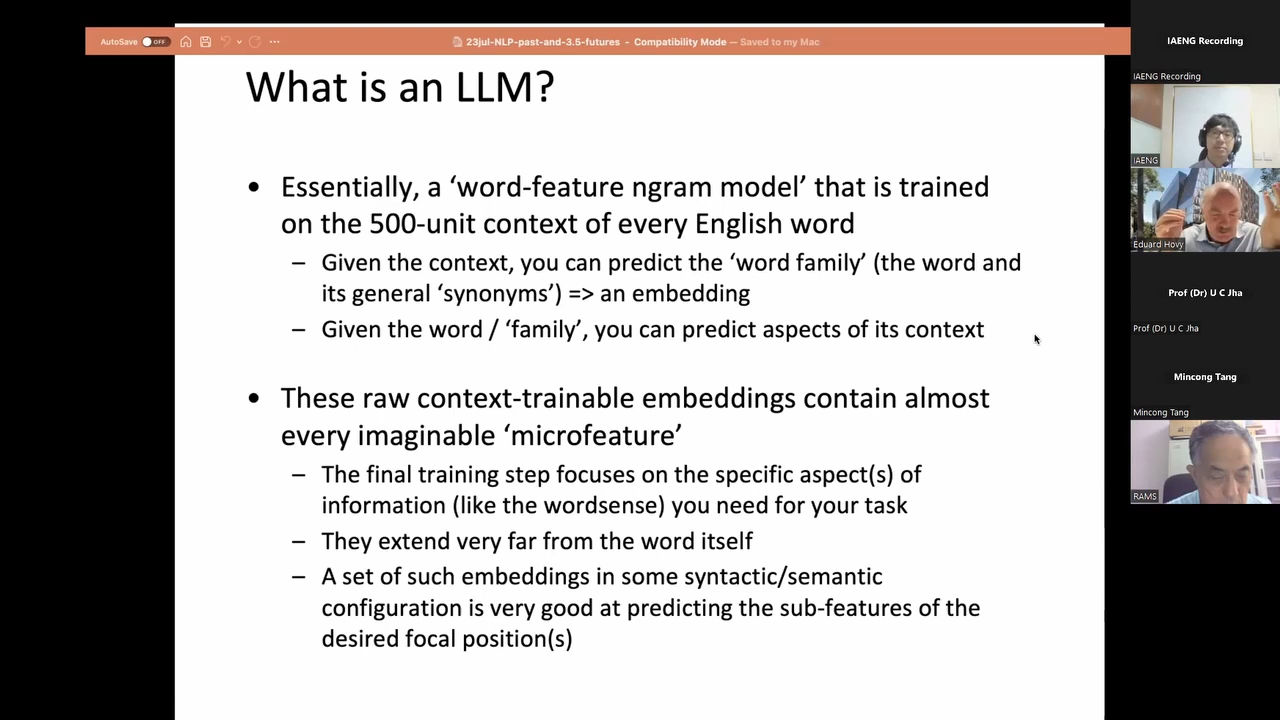 AutoSave OFF
23jul-NLP-past-and-3.5-futures - Compatibility Mode — Saved to my Mac
What is an LLM?
• Essentially, a ‘word-feature ngram model’ that is trained
on the 500-unit context of every English word
– Given the context, you can predict the ‘word family’ (the word and
its general ‘synonyms’) => an embedding
– Given the word / ‘family’, you can predict aspects of its context
• These raw context-trainable embeddings contain almost
every imaginable ‘microfeature’
– The final training step focuses on the specific aspect(s) of
information (like the wordsense) you need for your task
– They extend very far from the word itself
– A set of such embeddings in some syntactic/semantic
configuration is very good at predicting the sub-features of the
desired focal position(s)
IAENG Recording
IAENG Recording
IAENG
Eduard Hovy
Prof (Dr) U C Jha
Prof (Dr) U C Jha
Mincong Tang
Mincong Tang
RAMS